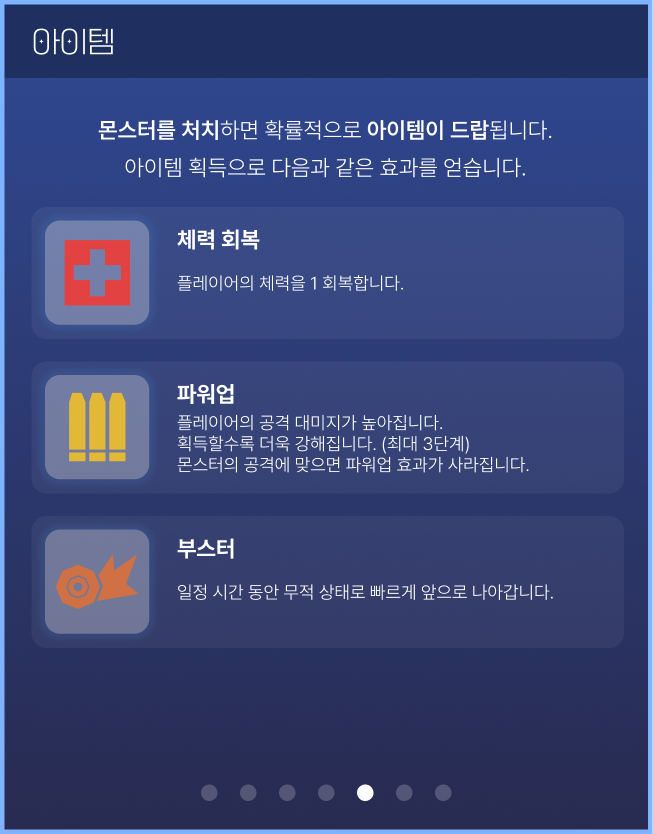 아이템
몬스터를 처치하면 확률적으로 아이템이 드랍됩니다.
아이템 획득으로 다음과 같은 효과를 얻습니다.
체력 회복
플레이어의 체력을 1 회복합니다.
파워업
플레이어의 공격 대미지가 높아집니다.
획득할수록 더욱 강해집니다. (최대 3단계)
몬스터의 공격에 맞으면 파워업 효과가 사라집니다.
부스터
일정 시간 동안 무적 상태로 빠르게 앞으로 나아갑니다.